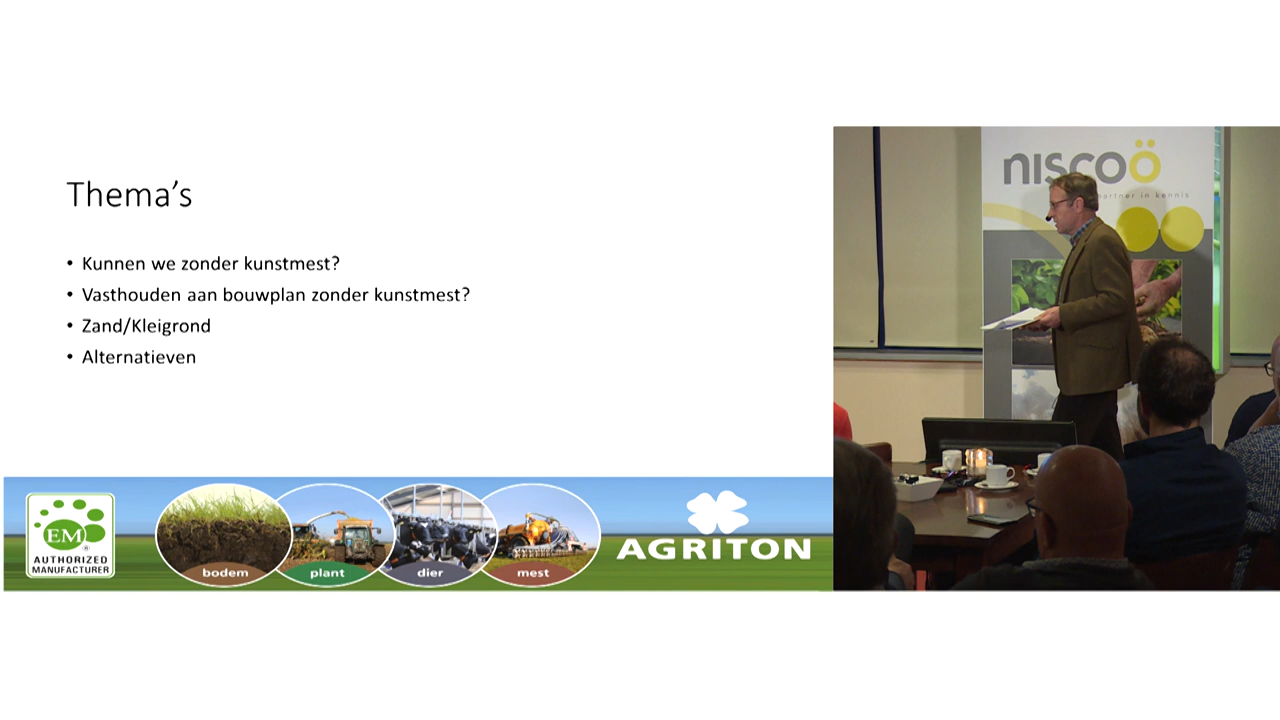 Thema's
• Kunnen we zonder kunstmest?
• Vasthouden aan bouwplan zonder kunstmest?
• Zand/Kleigrond
• Alternatieven
EM®
AUTHORIZED
MANUFACTURER
bodem
plant
dier
mest
AGRITON
niscoö
partner in kennis